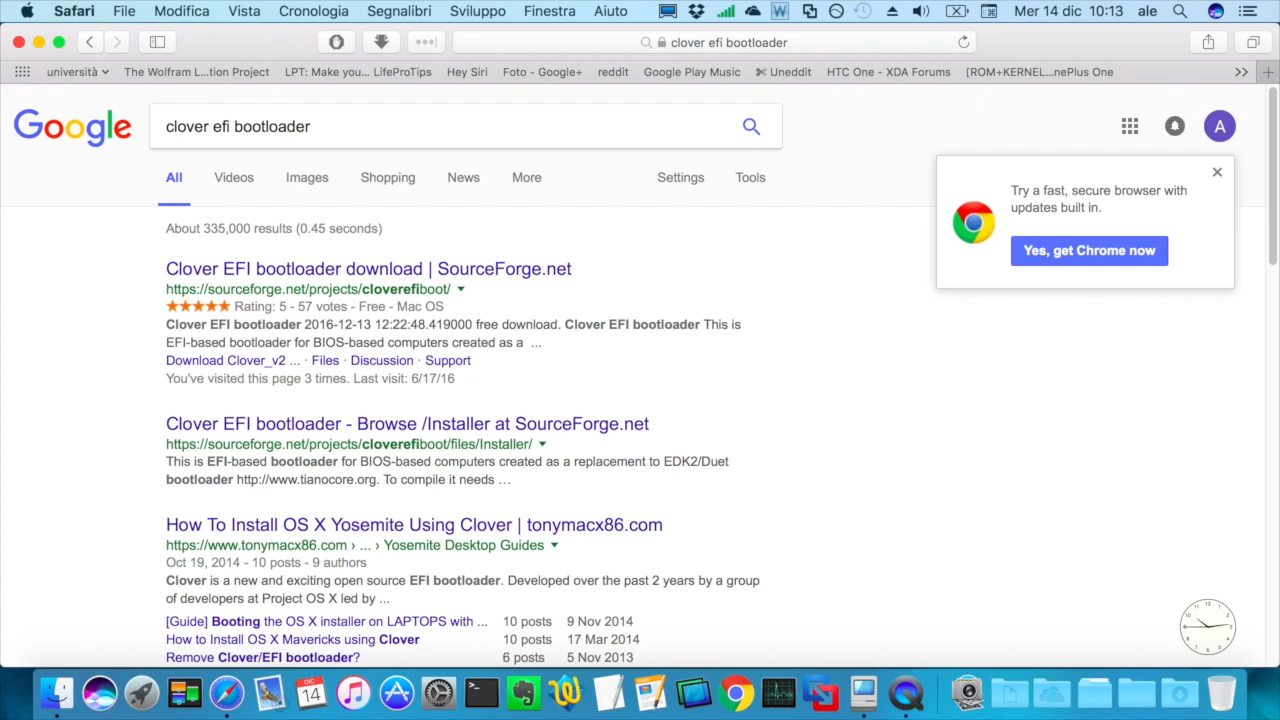 Safari File Modifica Vista Cronologia Segnalibri Sviluppo Finestra Aiuto Mer 14 dic 10:13 ale
clover efi bootloader
università The Wolfram L...tion Project LPT: Make you... LifeProTips Hey Siri Foto - Google+ reddit Google Play Music Uneddit HTC One - XDA Forums [ROM+KERNEL....nePlus One
Google clover efi bootloader A
All Videos Images Shopping News More Settings Tools
Try a fast, secure browser with
updates built in.
Yes, get Chrome now
About 335,000 results (0.45 seconds)
Clover EFI bootloader download | SourceForge.net
https://sourceforge.net/projects/cloverefiboot/
Rating: 5 - 57 votes - Free - Mac OS
Clover EFI bootloader 2016-12-13 12:22:48.419000 free download. Clover EFI bootloader This is
EFI-based bootloader for BIOS-based computers created as a ...
Download Clover_v2 ... · Files · Discussion · Support
You've visited this page 3 times. Last visit: 6/17/16
Clover EFI bootloader - Browse /Installer at SourceForge.net
https://sourceforge.net/projects/cloverefiboot/files/Installer/
This is EFI-based bootloader for BIOS-based computers created as a replacement to EDK2/Duet
bootloader http://www.tianocore.org. To compile it needs ...
How To Install OS X Yosemite Using Clover | tonymacx86.com
https://www.tonymacx86.com › ... › Yosemite Desktop Guides
Oct 19, 2014 - 10 posts - 9 authors
Clover is a new and exciting open source EFI bootloader. Developed over the past 2 years by a group
of developers at Project OS X led by ...
[Guide] Booting the OS X installer on LAPTOPS with ... 10 posts 9 Nov 2014
How to Install OS X Mavericks using Clover 10 posts 17 Mar 2014
Remove Clover/EFI bootloader? 6 posts 5 Nov 2013
DIC
14